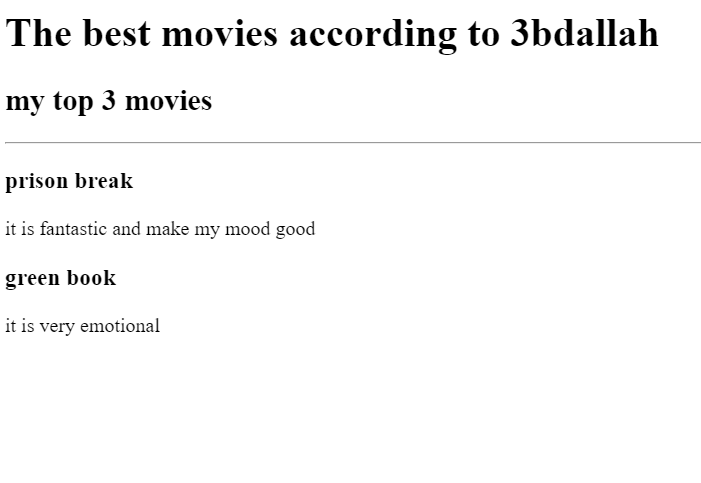 The best movies according to 3bdallah
my top 3 movies
prison break
it is fantastic and make my mood good
green book
it is very emotional